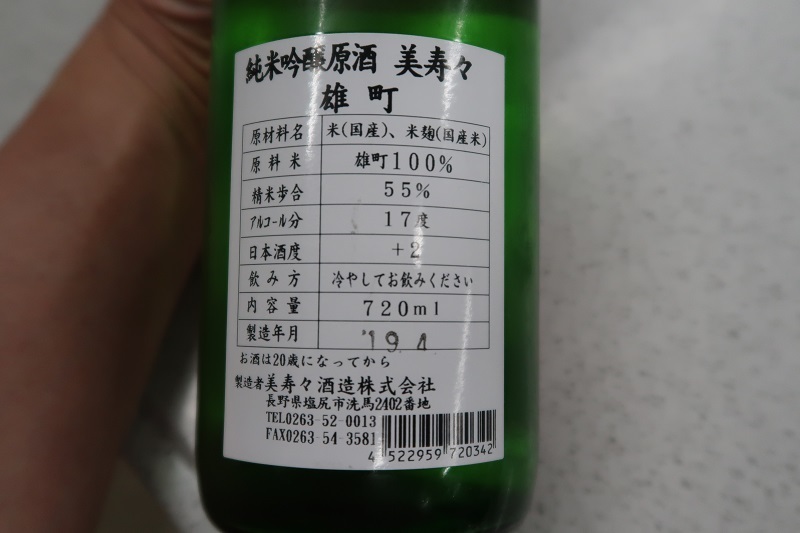 純米吟醸原酒 美寿々
雄町
原材料名 米(国産)、米麹(国産米)
原料米 雄町100%
精米歩合 55%
アルコール分 17度
日本酒度 +2
飲み方 冷やしてお飲みください
内容量 720ml
製造年月 '19.4
お酒は20歳になってから
製造者 美寿々酒造株式会社
長野県塩尻市洗馬2402番地
TEL0263-52-0013
FAX0263-54-3581
4 522959 720342